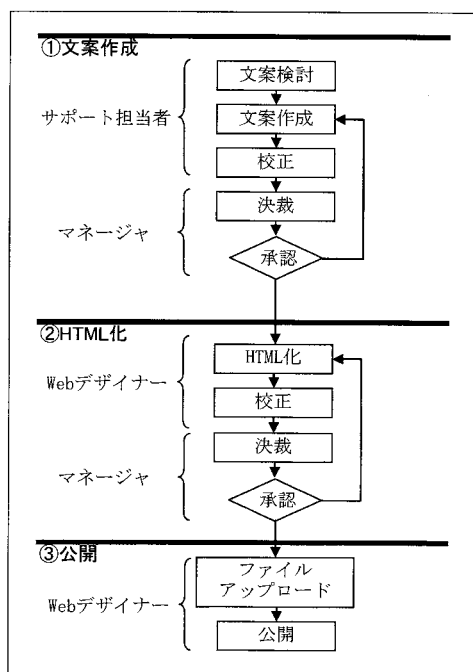 ①文案作成
文案検討
サポート担当者
文案作成
校正
決裁
マネージャ
承認
②HTML化
HTML化
Webデザイナー
校正
決裁
マネージャ
承認
③公開
ファイル
アップロード
Webデザイナー
公開